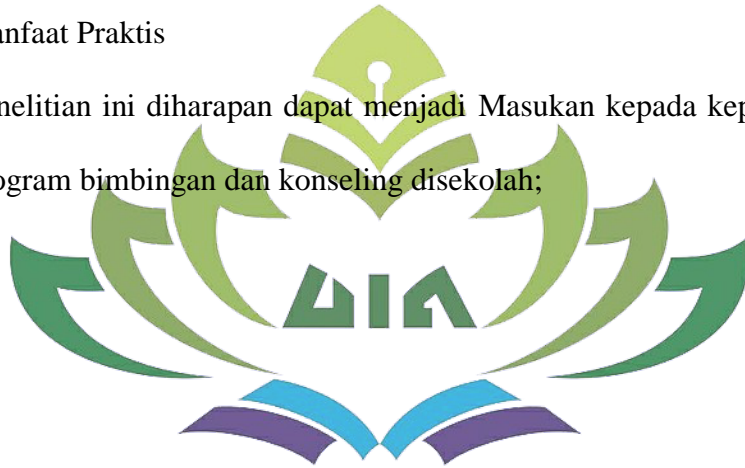 anfaat Praktis
nelitian ini diharapan dapat menjadi Masukan kepada kep
ogram bimbingan dan konseling disekolah;
UIN